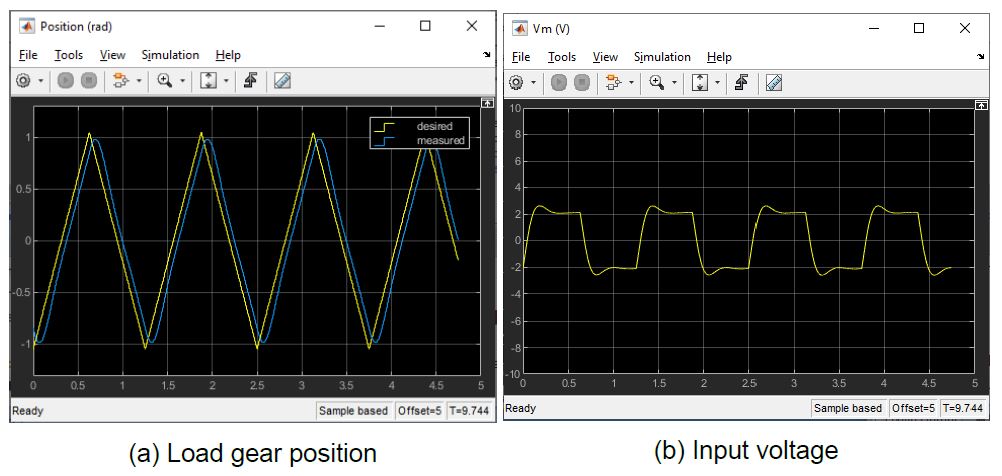 Position (rad)
File Tools View Simulation Help
desired
measured
1
0.5
0
-0.5
-1
0 0.5 1 1.5 2 2.5 3 3.5 4 4.5 5
Ready Sample based Offset=5 T=9.744
(a) Load gear position
Vm (V)
File Tools View Simulation Help
10
8
6
4
2
0
-2
-4
-6
-8
-10
0 0.5 1 1.5 2 2.5 3 3.5 4 4.5 5
Ready Sample based Offset=5 T=9.744
(b) Input voltage